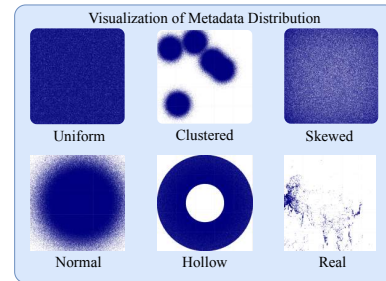 Visualization of Metadata Distribution
Uniform Clustered Skewed
Normal Hollow Real